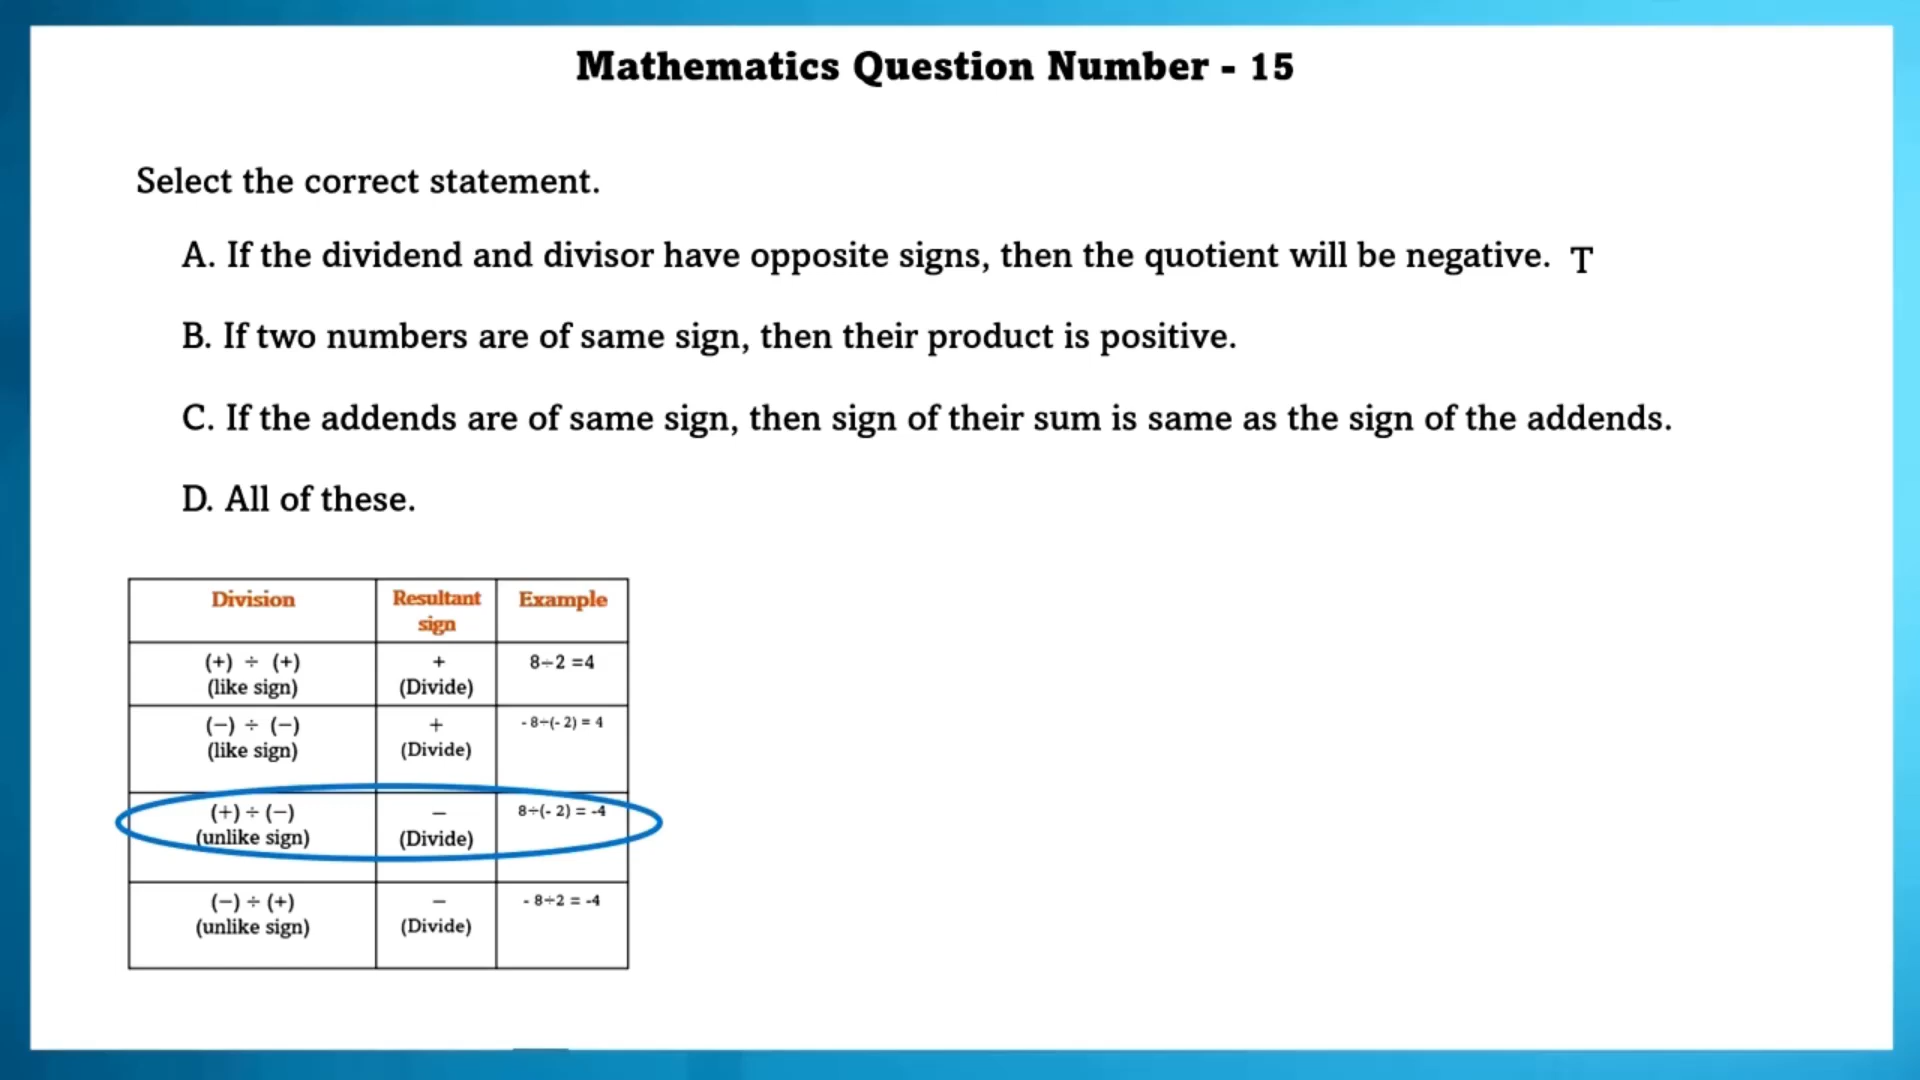 Mathematics Question Number - 15
Select the correct statement.
A. If the dividend and divisor have opposite signs, then the quotient will be negative. T
B. If two numbers are of same sign, then their product is positive.
C. If the addends are of same sign, then sign of their sum is same as the sign of the addends.
D. All of these.
Division Resultant sign Example
(+) ÷ (+) + 8÷2 =4
(like sign) (Divide)
(−) ÷ (−) + - 8÷(- 2) = 4
(like sign) (Divide)
(+) ÷ (−) − 8÷(- 2) = -4
(unlike sign) (Divide)
(−) ÷ (+) − - 8÷2 = -4
(unlike sign) (Divide)